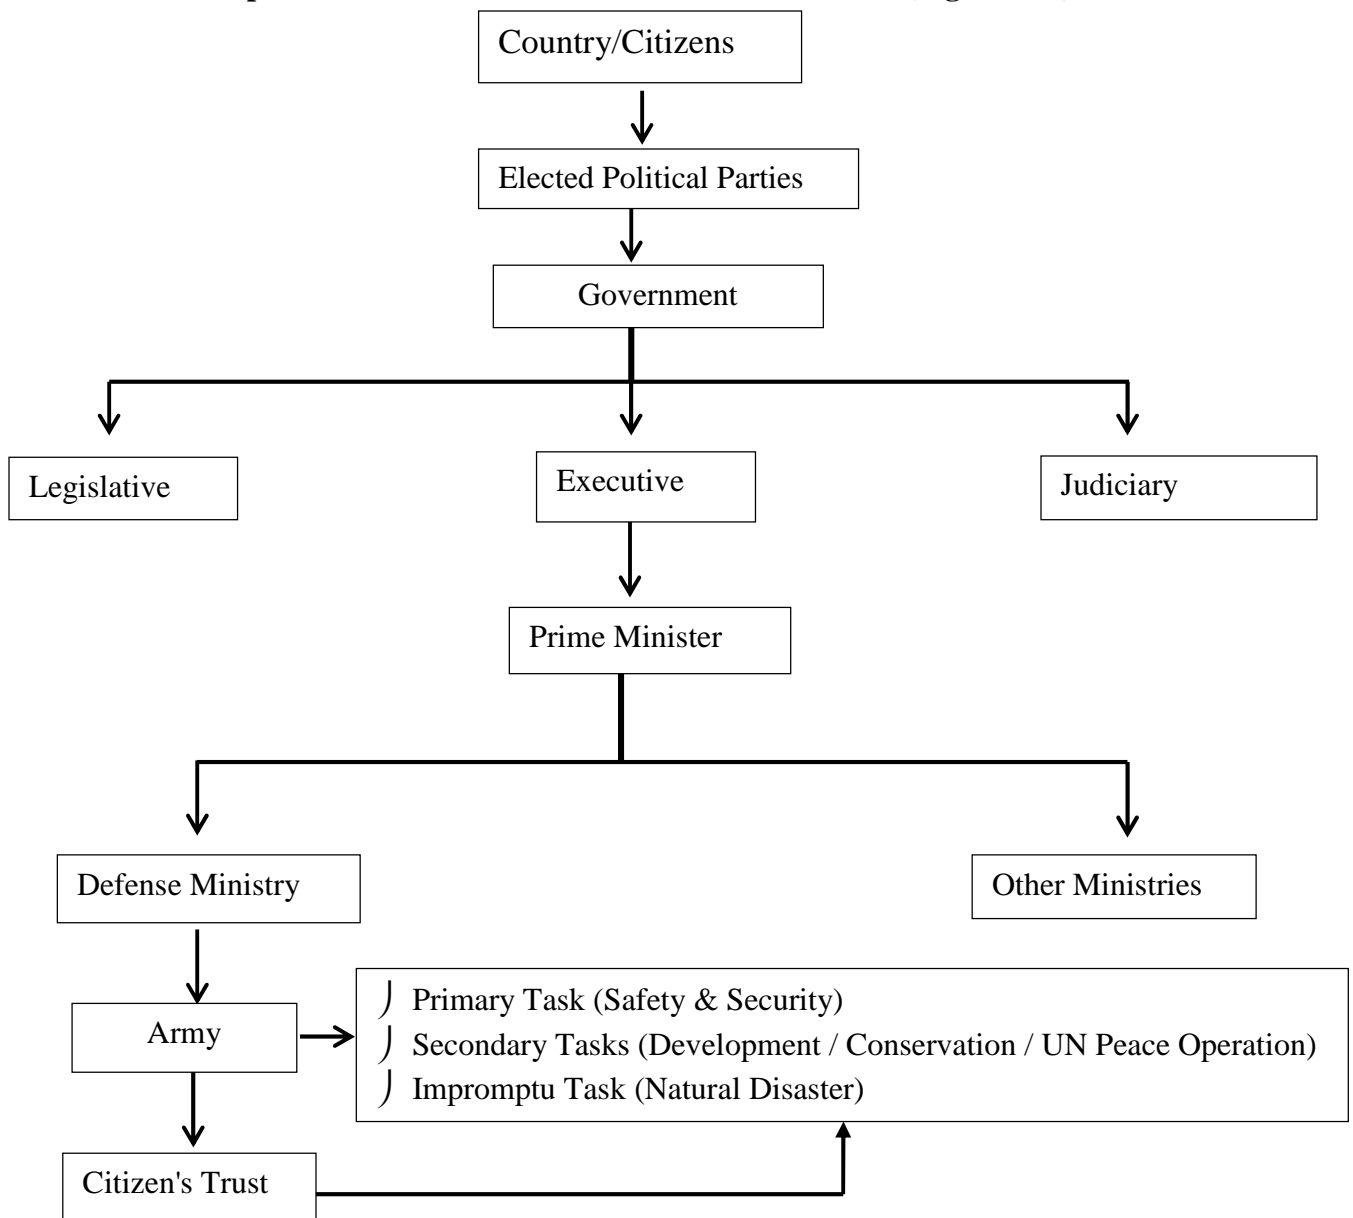 Country/Citizens
Elected Political Parties
Government
Legislative
Executive
Judiciary
Prime Minister
Defense Ministry
Other Ministries
Army
Primary Task (Safety & Security)
Secondary Tasks (Development / Conservation / UN Peace Operation)
Impromptu Task (Natural Disaster)
Citizen's Trust